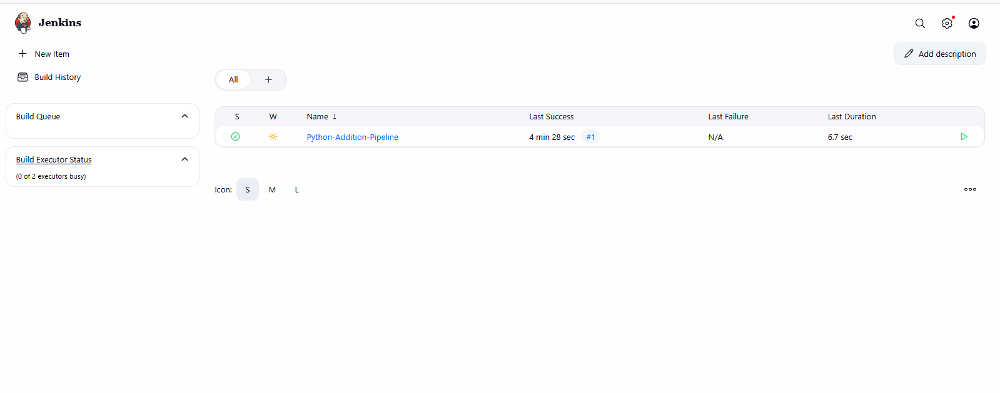 Jenkins
New Item
Add description
Build History
All
Build Queue
S W Name ↓ Last Success Last Failure Last Duration
Python-Addition-Pipeline 4 min 28 sec #1 N/A 6.7 sec
Build Executor Status
(0 of 2 executors busy)
Icon: S M L